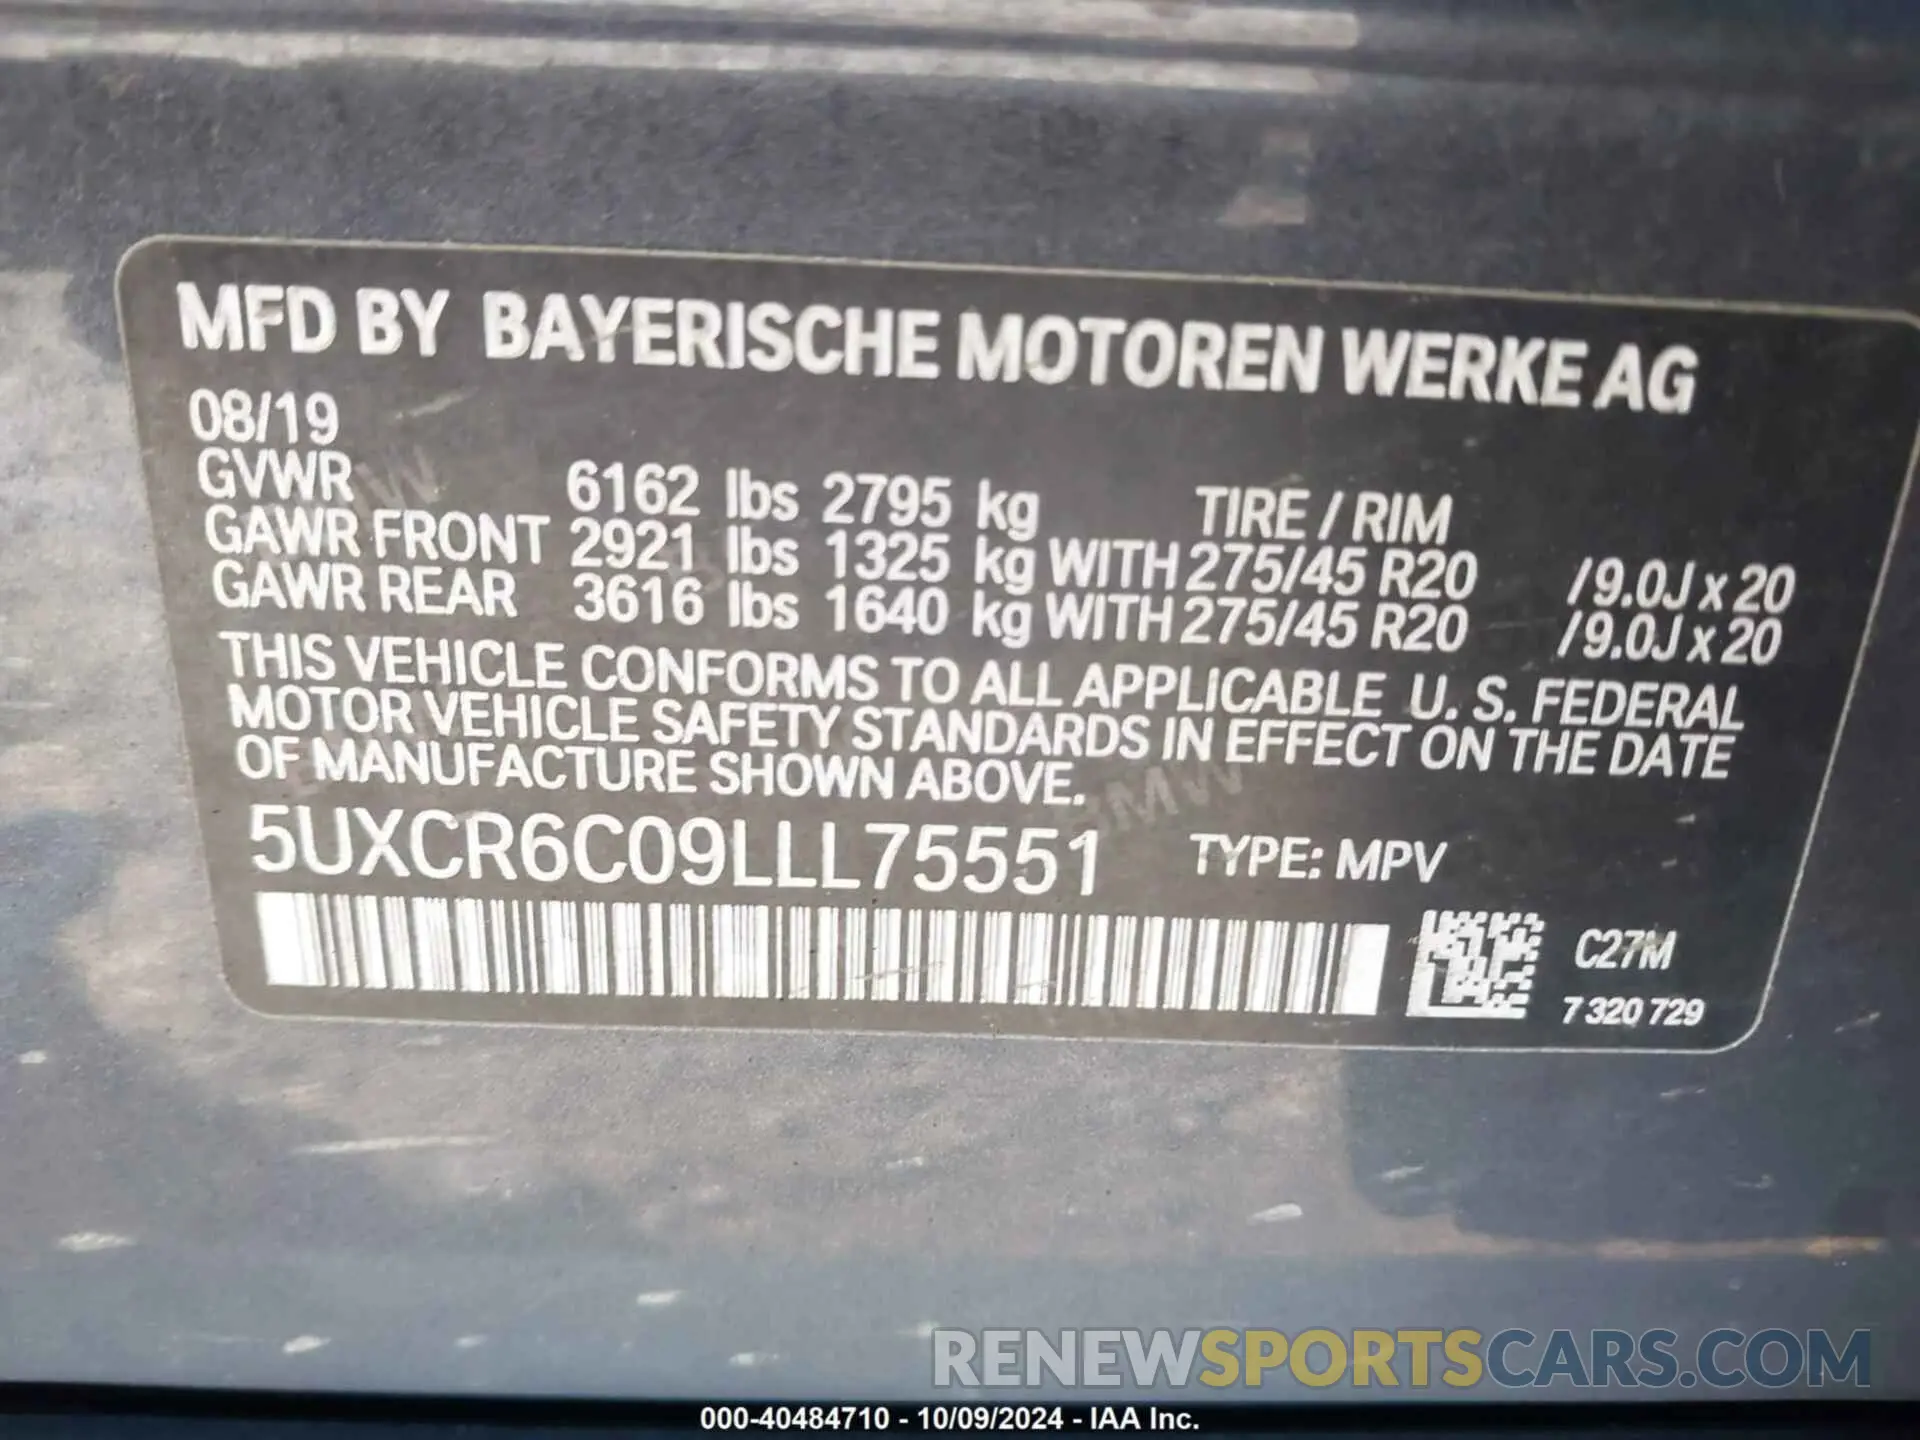 MFD BY BAYERISCHE MOTOREN WERKE AG
08/19
GVWR 6162 lbs 2795 kg TIRE / RIM
GAWR FRONT 2921 lbs 1325 kg WITH 275/45 R20 /9.0J x 20
GAWR REAR 3616 lbs 1640 kg WITH 275/45 R20 /9.0J x 20
THIS VEHICLE CONFORMS TO ALL APPLICABLE U. S. FEDERAL
MOTOR VEHICLE SAFETY STANDARDS IN EFFECT ON THE DATE
OF MANUFACTURE SHOWN ABOVE.
5UXCR6C09LLL75551 TYPE: MPV
C27M
7 320 729
RENEWSPORTSCARS.COM
000-40484710 - 10/09/2024 - IAA Inc.